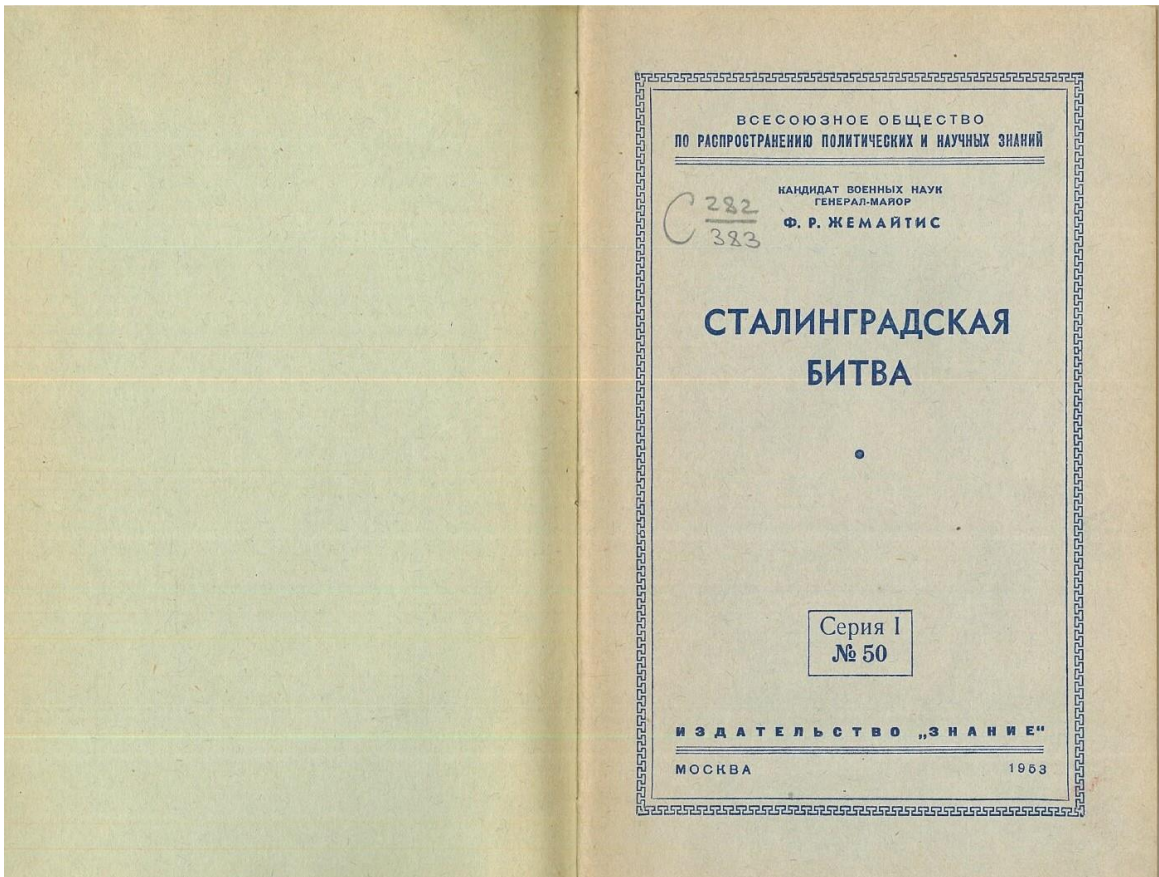 ВСЕСОЮЗНОЕ ОБЩЕСТВО
ПО РАСПРОСТРАНЕНИЮ ПОЛИТИЧЕСКИХ И НАУЧНЫХ ЗНАНИЙ
КАНДИДАТ ВОЕННЫХ НАУК
ГЕНЕРАЛ-МАЙОР
Ф. Р. ЖЕМАЙТИС
С 282
383
СТАЛИНГРАДСКАЯ
БИТВА
Серия I
№ 50
ИЗДАТЕЛЬСТВО „ЗНАНИЕ“
МОСКВА 1953